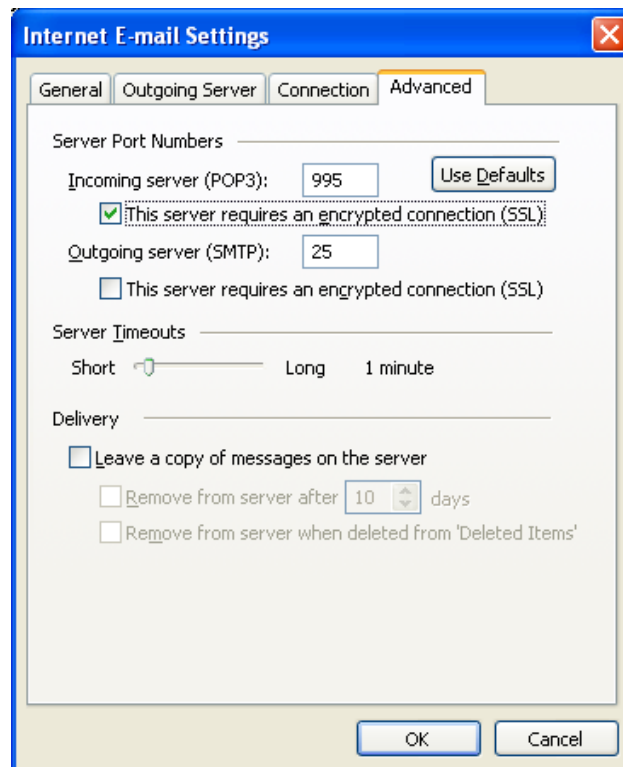 Internet E-mail Settings
General Outgoing Server Connection Advanced
Server Port Numbers
Incoming server (POP3): 995 Use Defaults
This server requires an encrypted connection (SSL)
Outgoing server (SMTP): 25
This server requires an encrypted connection (SSL)
Server Timeouts
Short Long 1 minute
Delivery
Leave a copy of messages on the server
Remove from server after 10 days
Remove from server when deleted from 'Deleted Items'
OK Cancel